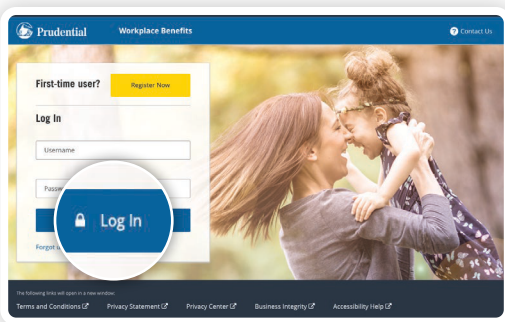 Prudential Workplace Benefits Contact Us
First-time user? Register Now
Log In
Username
Passw
Log In
Forgot u
The following links will open in a new window:
Terms and Conditions Privacy Statement Privacy Center Business Integrity Accessibility Help